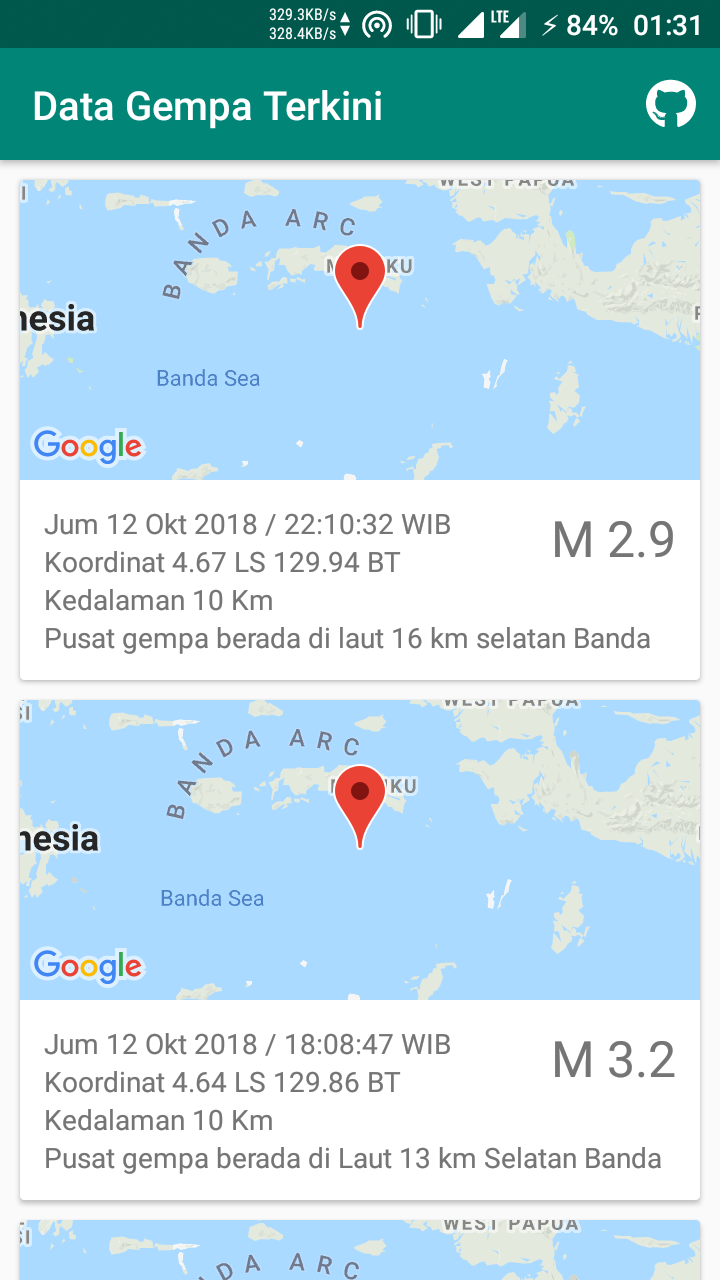 329.3KB/s
328.4KB/s
LTE
84% 01:31
Data Gempa Terkini
WEST PAPUA
BANDA ARC
KU
nesia
Banda Sea
Google
Jum 12 Okt 2018 / 22:10:32 WIB
M 2.9
Koordinat 4.67 LS 129.94 BT
Kedalaman 10 Km
Pusat gempa berada di laut 16 km selatan Banda
SI
WEST PAPUA
BANDA ARC
KU
nesia
Banda Sea
Google
Jum 12 Okt 2018 / 18:08:47 WIB
M 3.2
Koordinat 4.64 LS 129.86 BT
Kedalaman 10 Km
Pusat gempa berada di Laut 13 km Selatan Banda
SI
WEST PAPUA
DA ARC